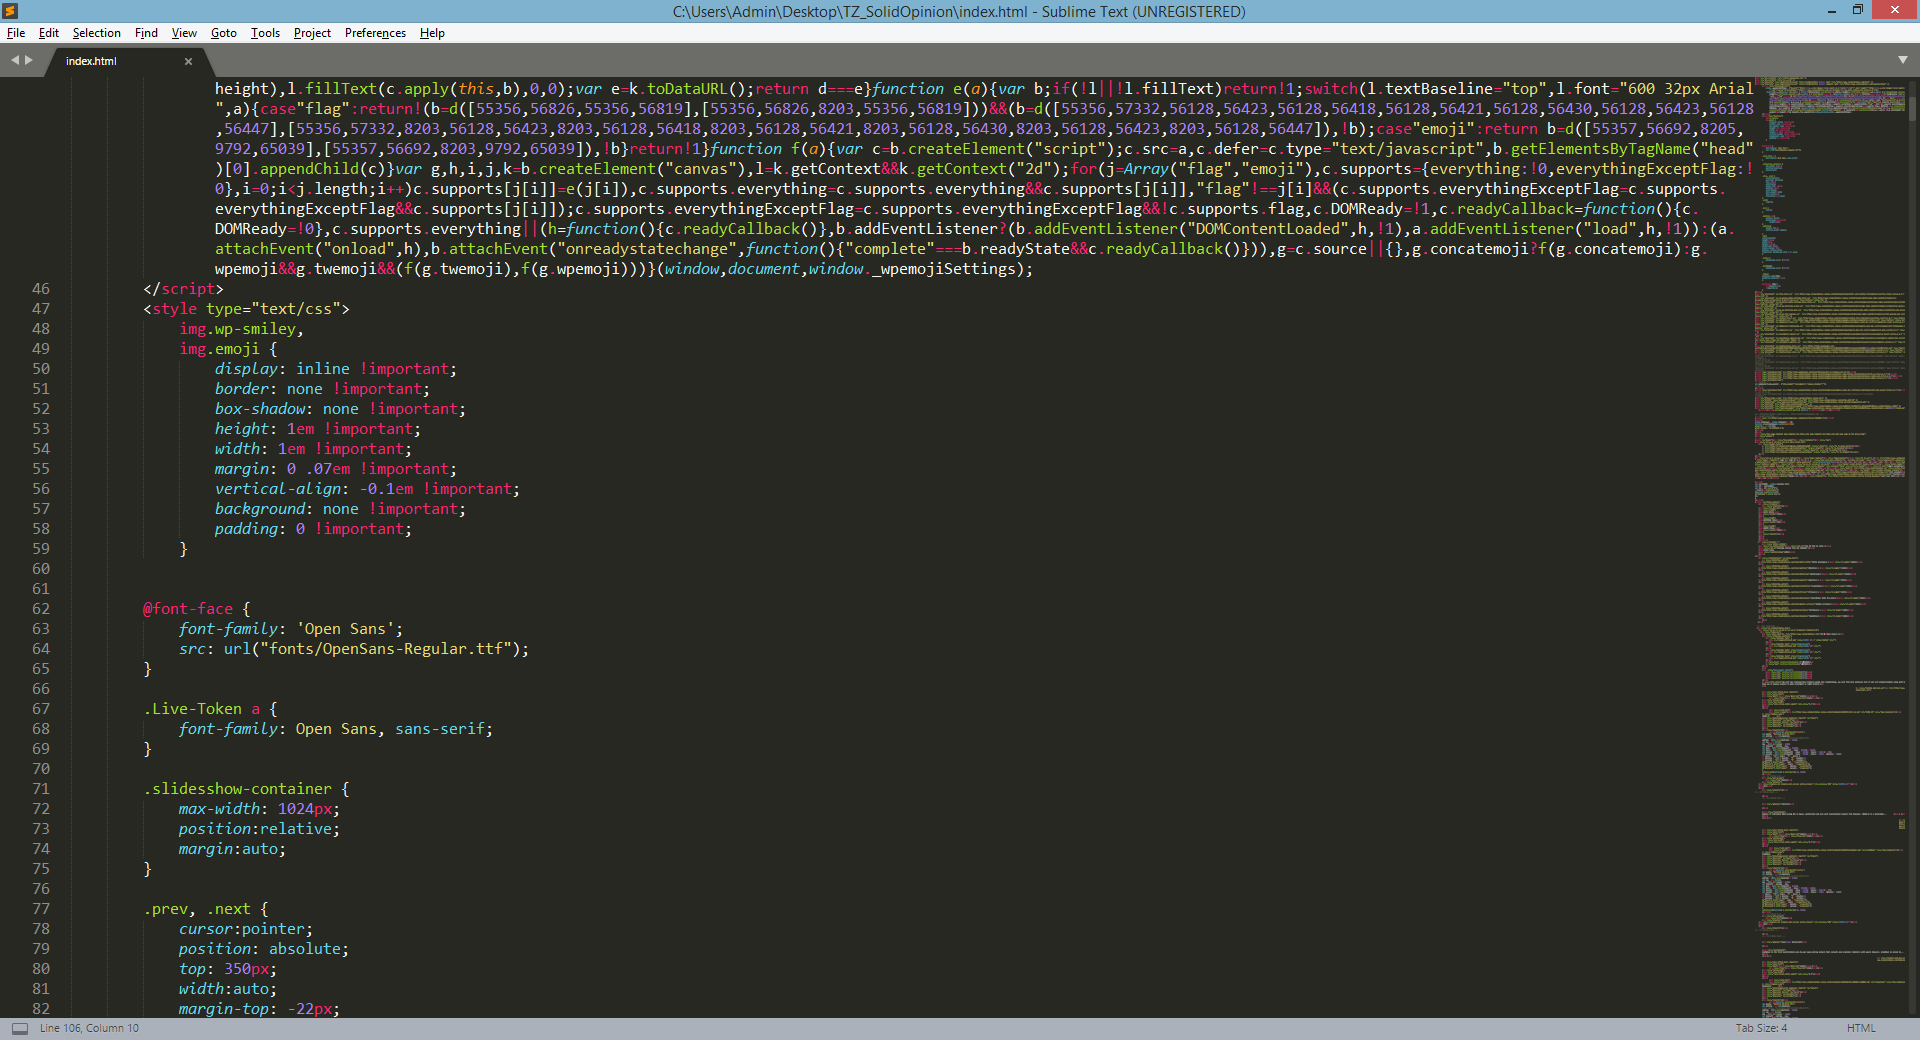 C:\Users\Admin\Desktop\TZ_SolidOpinion\index.html - Sublime Text (UNREGISTERED)
File Edit Selection Find View Goto Tools Project Preferences Help
index.html
height),l.fillText(c.apply(this,b),0,0);var e=k.toDataURL();return d===e}function e(a){var b;if(!l||!l.fillText)return!1;switch(l.textBaseline="top",l.font="600 32px Arial
",a){case"flag":return!(b=d([55356,56826,55356,56819],[55356,56826,8203,55356,56819]))&&(b=d([55356,57332,56128,56423,56128,56418,56128,56421,56128,56430,56128,56423,56128
,56447],[55356,57332,8203,56128,56423,8203,56128,56418,8203,56128,56421,8203,56128,56430,8203,56128,56423,8203,56128,56447]),!b);case"emoji":return b=d([55357,56692,8205,
9792,65039],[55357,56692,8203,9792,65039]),!b}return!1}function f(a){var c=b.createElement("script");c.src=a,c.defer=c.type="text/javascript",b.getElementsByTagName("head"
)[0].appendChild(c)}var g,h,i,j,k=b.createElement("canvas"),l=k.getContext&&k.getContext("2d");for(j=Array("flag","emoji"),c.supports={everything:!0,everythingExceptFlag:!
0},i=0;i<j.length;i++)c.supports[j[i]]=e(j[i]),c.supports.everything=c.supports.everything&&c.supports[j[i]],"flag"!==j[i]&&(c.supports.everythingExceptFlag=c.supports.
everythingExceptFlag&&c.supports[j[i]]);c.supports.everythingExceptFlag=c.supports.everythingExceptFlag&&!c.supports.flag,c.DOMReady=!1,c.readyCallback=function(){c.
DOMReady=!0},c.supports.everything||(h=function(){c.readyCallback()},b.addEventListener?(b.addEventListener("DOMContentLoaded",h,!1),a.addEventListener("load",h,!1)):(a.
attachEvent("onload",h),b.attachEvent("onreadystatechange",function(){"complete"===b.readyState&&c.readyCallback()})),g=c.source||{},g.concatemoji?f(g.concatemoji):g.
wpemoji&&g.twemoji&&(f(g.twemoji),f(g.wpemoji)))}(window,document,window._wpemojiSettings);
46 </script>
47 <style type="text/css">
48 img.wp-smiley,
49 img.emoji {
50 display: inline !important;
51 border: none !important;
52 box-shadow: none !important;
53 height: 1em !important;
54 width: 1em !important;
55 margin: 0 .07em !important;
56 vertical-align: -0.1em !important;
57 background: none !important;
58 padding: 0 !important;
59 }
60
61
62 @font-face {
63 font-family: 'Open Sans';
64 src: url("fonts/OpenSans-Regular.ttf");
65 }
66
67 .Live-Token a {
68 font-family: Open Sans, sans-serif;
69 }
70
71 .slidesshow-container {
72 max-width: 1024px;
73 position:relative;
74 margin:auto;
75 }
76
77 .prev, .next {
78 cursor:pointer;
79 position: absolute;
80 top: 350px;
81 width:auto;
82 margin-top: -22px;
Line 106, Column 10
Tab Size: 4
HTML